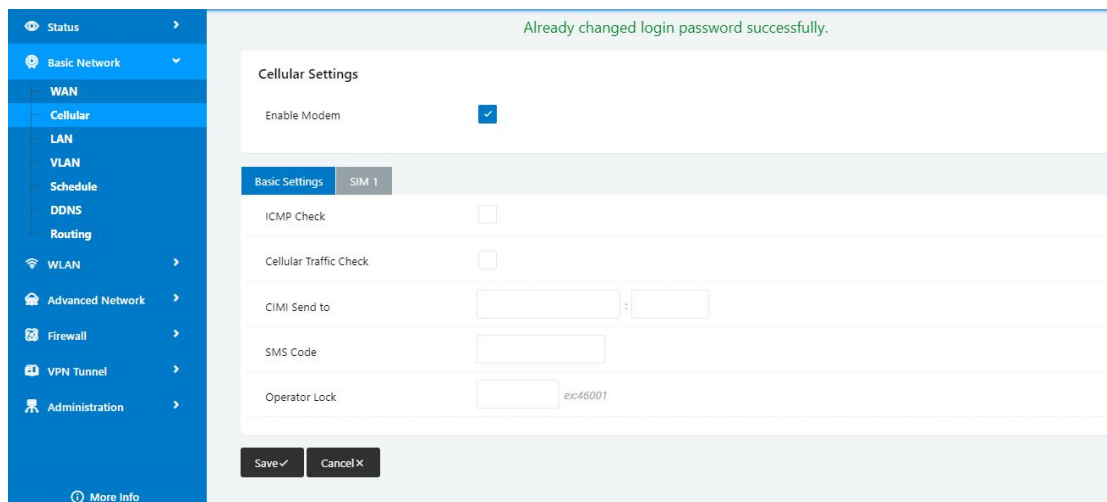 Status
Basic Network
WAN
Cellular
LAN
VLAN
Schedule
DDNS
Routing
WLAN
Advanced Network
Firewall
VPN Tunnel
Administration
More Info
Already changed login password successfully.
Cellular Settings
Enable Modem
Basic Settings SIM 1
ICMP Check
Cellular Traffic Check
CIMI Send to :
SMS Code
Operator Lock ex:46001
Save Cancel